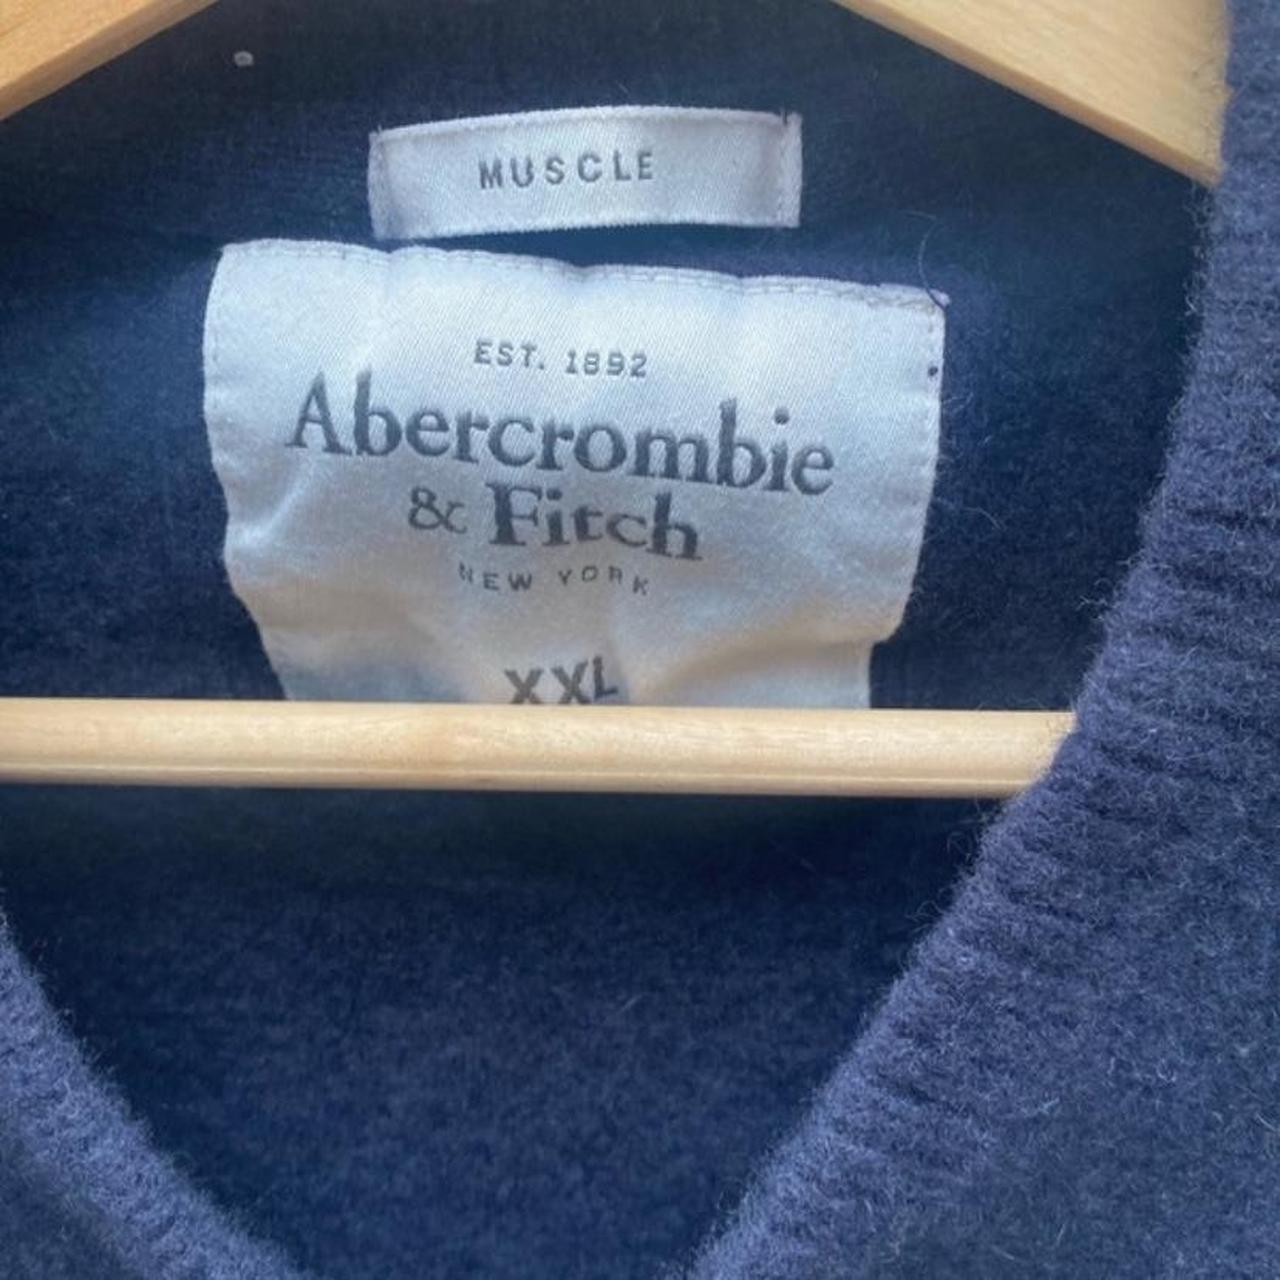 MUSCLE
EST. 1892
Abercrombie
& Fitch
NEW YORK
XXL